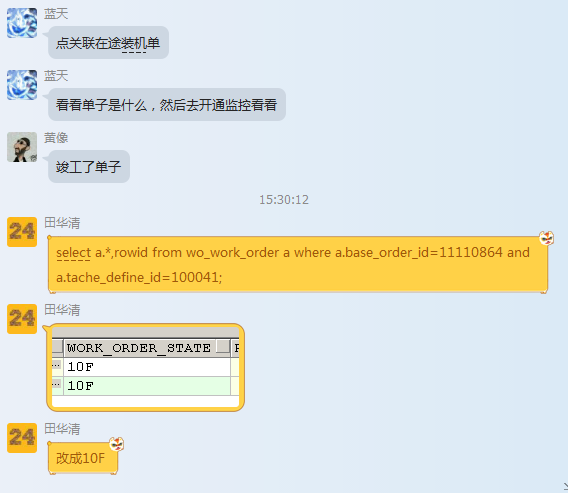 蓝天
点关联在途装机单
蓝天
看看单子是什么，然后去开通监控看看
黄像
竣工了单子
15:30:12
24
田华清
select a.*,rowid from wo_work_order a where a.base_order_id=11110864 and
a.tache_define_id=100041;
24
田华清
WORK_ORDER_STATE
10F
10F
24
田华清
改成10F